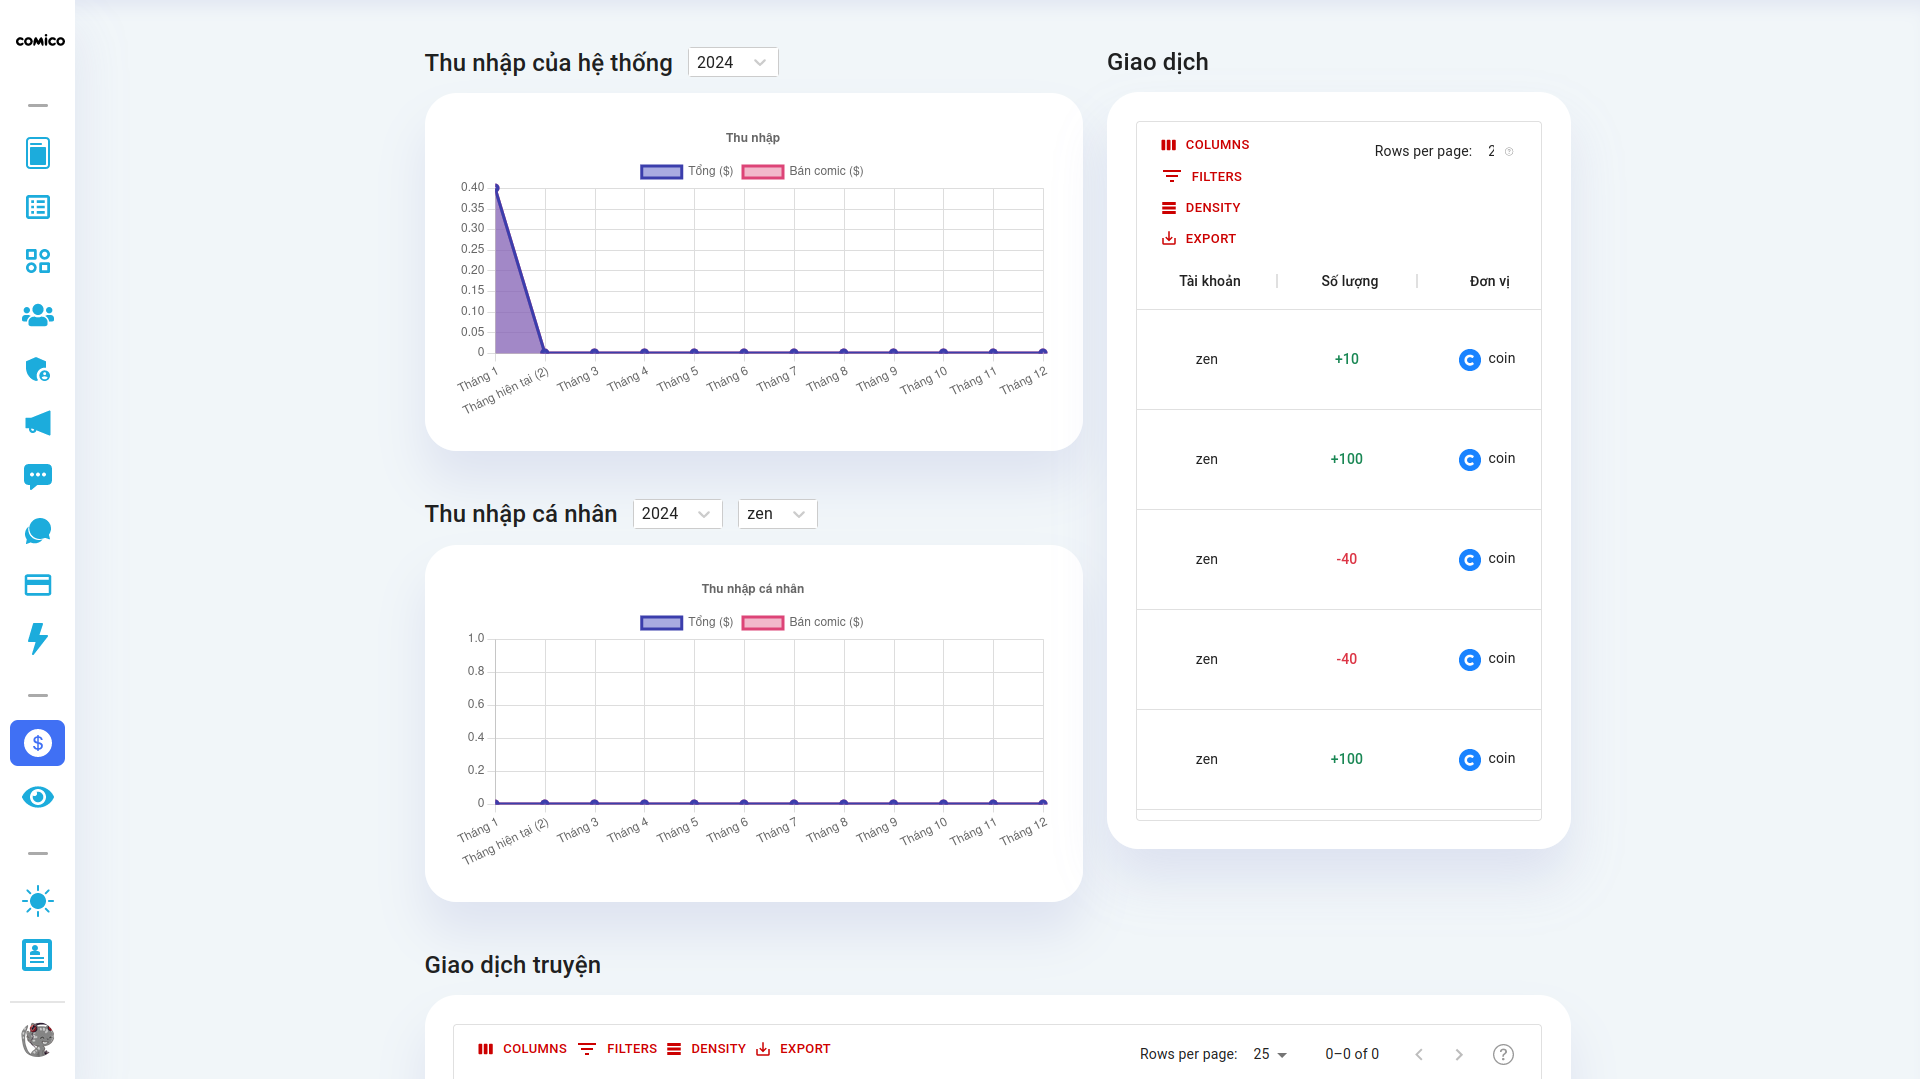 comico
Thu nhập của hệ thống 2024
Thu nhập
Tổng ($) Bán comic ($)
0.40
0.35
0.30
0.25
0.20
0.15
0.10
0.05
0
Tháng 1 Tháng hiện tại (2) Tháng 3 Tháng 4 Tháng 5 Tháng 6 Tháng 7 Tháng 8 Tháng 9 Tháng 10 Tháng 11 Tháng 12
Thu nhập cá nhân 2024 zen
Thu nhập cá nhân
Tổng ($) Bán comic ($)
1.0
0.8
0.6
0.4
0.2
0
Tháng 1 Tháng hiện tại (2) Tháng 3 Tháng 4 Tháng 5 Tháng 6 Tháng 7 Tháng 8 Tháng 9 Tháng 10 Tháng 11 Tháng 12
Giao dịch
COLUMNS
Rows per page: 2
FILTERS
DENSITY
EXPORT
Tài khoản Số lượng Đơn vị
zen +10 C coin
zen +100 C coin
zen -40 C coin
zen -40 C coin
zen +100 C coin
Giao dịch truyện
COLUMNS FILTERS DENSITY EXPORT Rows per page: 25 0–0 of 0